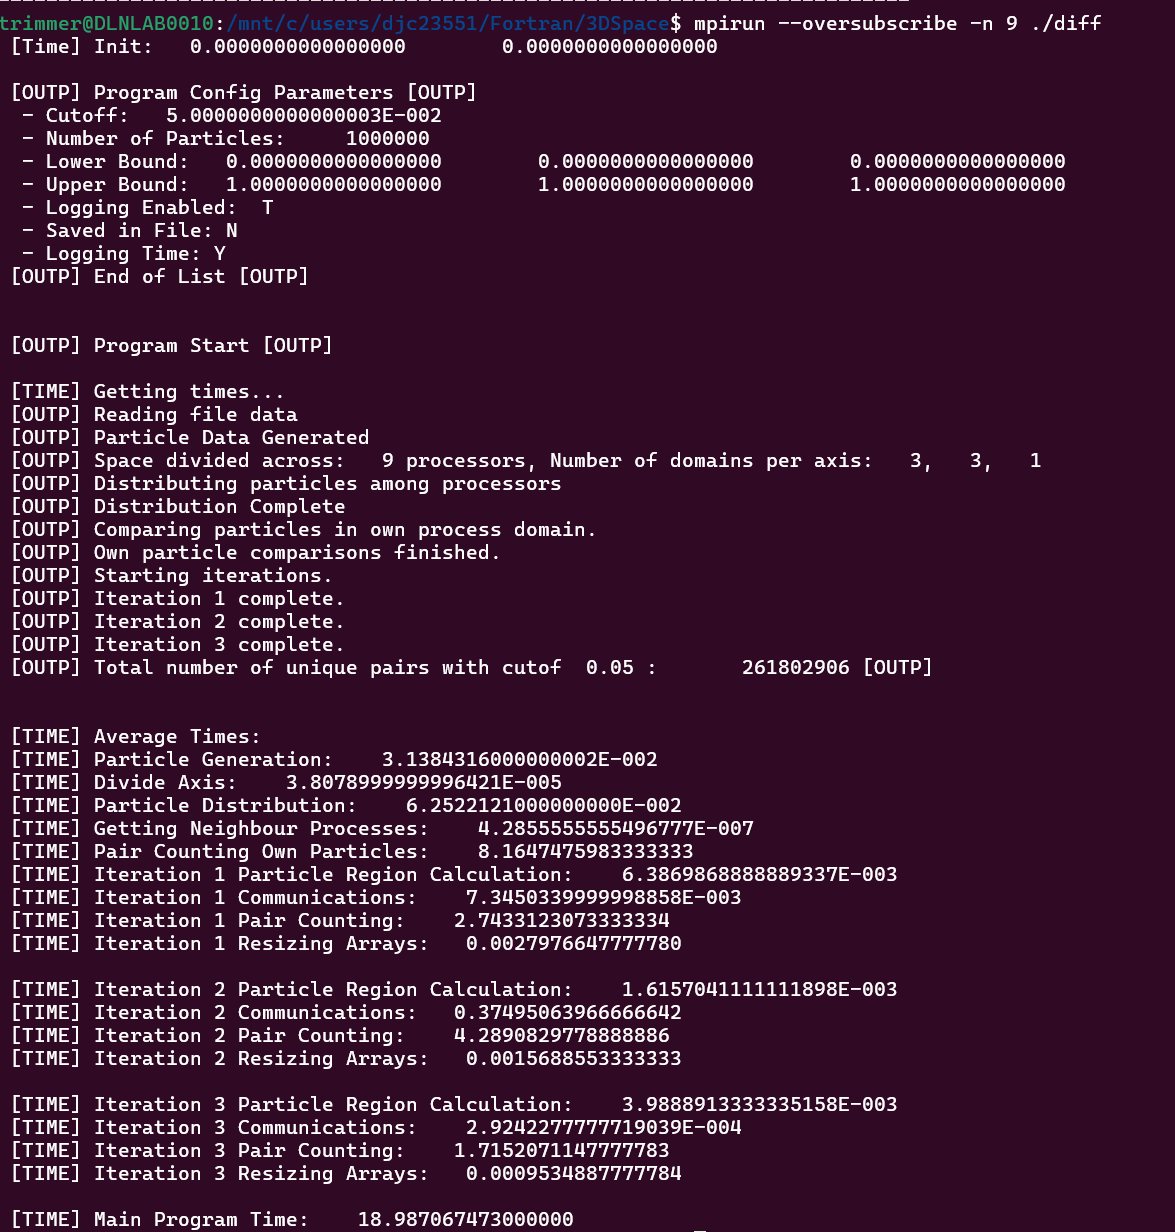 trimmer@DLNLAB0010:/mnt/c/users/djc23551/Fortran/3DSpace$ mpirun --oversubscribe -n 9 ./diff
[Time] Init:   0.0000000000000000        0.0000000000000000
[OUTP] Program Config Parameters [OUTP]
- Cutoff:   5.0000000000000003E-002
- Number of Particles:     1000000
- Lower Bound:   0.0000000000000000        0.0000000000000000        0.0000000000000000
- Upper Bound:   1.0000000000000000        1.0000000000000000        1.0000000000000000
- Logging Enabled:  T
- Saved in File: N
- Logging Time: Y
[OUTP] End of List [OUTP]
[OUTP] Program Start [OUTP]
[TIME] Getting times...
[OUTP] Reading file data
[OUTP] Particle Data Generated
[OUTP] Space divided across:   9 processors, Number of domains per axis:   3,   3,   1
[OUTP] Distributing particles among processors
[OUTP] Distribution Complete
[OUTP] Comparing particles in own process domain.
[OUTP] Own particle comparisons finished.
[OUTP] Starting iterations.
[OUTP] Iteration 1 complete.
[OUTP] Iteration 2 complete.
[OUTP] Iteration 3 complete.
[OUTP] Total number of unique pairs with cutof  0.05 :       261802906 [OUTP]
[TIME] Average Times:
[TIME] Particle Generation:    3.1384316000000002E-002
[TIME] Divide Axis:    3.8078999999996421E-005
[TIME] Particle Distribution:    6.2522121000000000E-002
[TIME] Getting Neighbour Processes:    4.2855555555496777E-007
[TIME] Pair Counting Own Particles:    8.1647475983333333
[TIME] Iteration 1 Particle Region Calculation:    6.3869868888889337E-003
[TIME] Iteration 1 Communications:    7.3450339999998858E-003
[TIME] Iteration 1 Pair Counting:    2.7433123073333334
[TIME] Iteration 1 Resizing Arrays:   0.0027976647777780
[TIME] Iteration 2 Particle Region Calculation:    1.6157041111111898E-003
[TIME] Iteration 2 Communications:   0.37495063966666642
[TIME] Iteration 2 Pair Counting:    4.2890829778888886
[TIME] Iteration 2 Resizing Arrays:   0.0015688553333333
[TIME] Iteration 3 Particle Region Calculation:    3.9888913333335158E-003
[TIME] Iteration 3 Communications:    2.9242277777719039E-004
[TIME] Iteration 3 Pair Counting:    1.7152071147777783
[TIME] Iteration 3 Resizing Arrays:   0.0009534887777784
[TIME] Main Program Time:    18.987067473000000